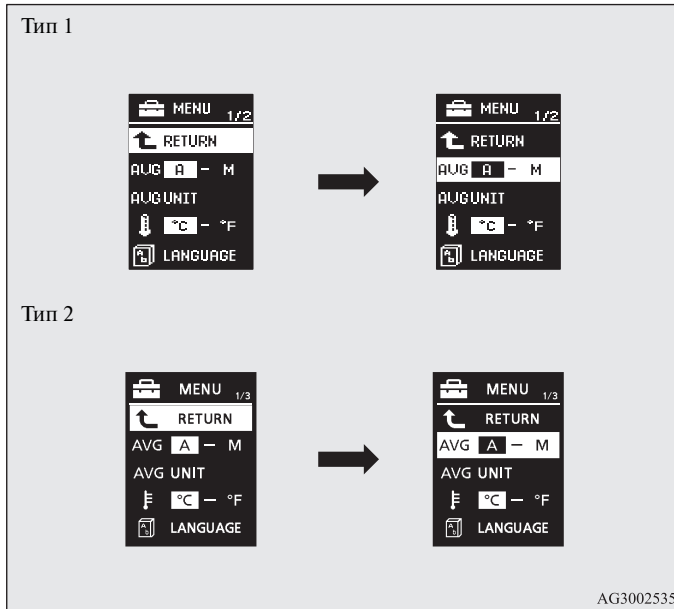 Тип 1
MENU 1/2
RETURN
AVG A - M
AVG UNIT
°C - °F
A b LANGUAGE
MENU 1/2
RETURN
AVG A - M
AVG UNIT
°C - °F
A b LANGUAGE
Тип 2
MENU 1/3
RETURN
AVG A — M
AVG UNIT
°C — °F
A b LANGUAGE
MENU 1/3
RETURN
AVG A — M
AVG UNIT
°C — °F
A b LANGUAGE
AG3002535